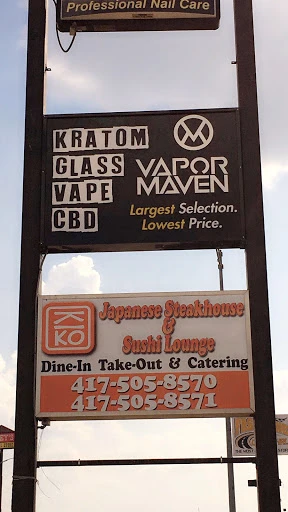 Professional Nail Care
KRATOM
GLASS
VAPE
CBD
VAPOR
MAVEN
Largest Selection.
Lowest Price.
KO
Japanese Steakhouse
&
Sushi Lounge
Dine-In Take-Out & Catering
417-505-8570
417-505-8571